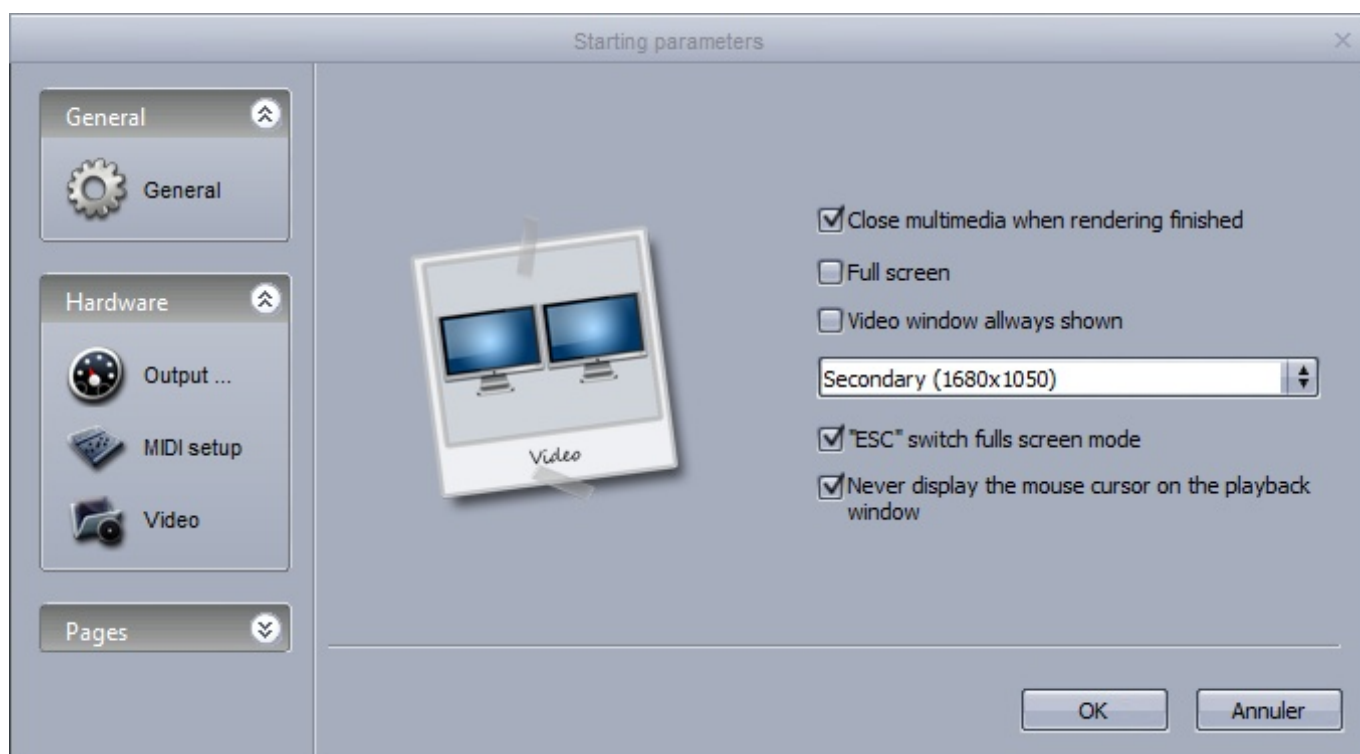 Starting parameters
General
General
Hardware
Output ...
MIDI setup
Video
Pages
Video
Close multimedia when rendering finished
Full screen
Video window allways shown
Secondary (1680x1050)
"ESC" switch fulls screen mode
Never display the mouse cursor on the playback
window
OK
Annuler